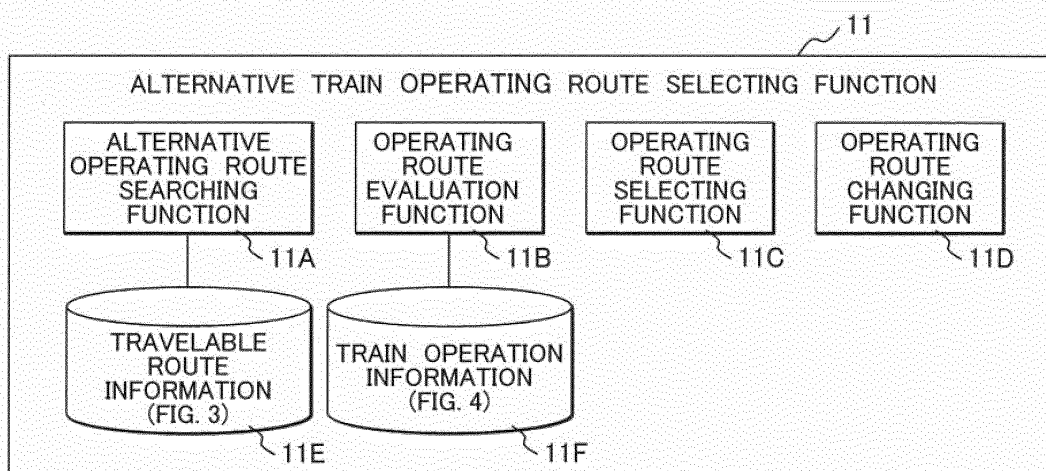 11
ALTERNATIVE TRAIN OPERATING ROUTE SELECTING FUNCTION
ALTERNATIVE
OPERATING ROUTE
SEARCHING
FUNCTION
11A
OPERATING
ROUTE
EVALUATION
FUNCTION
11B
OPERATING
ROUTE
SELECTING
FUNCTION
11C
OPERATING
ROUTE
CHANGING
FUNCTION
11D
TRAVELABLE
ROUTE
INFORMATION
(FIG. 3)
11E
TRAIN OPERATION
INFORMATION
(FIG. 4)
11F